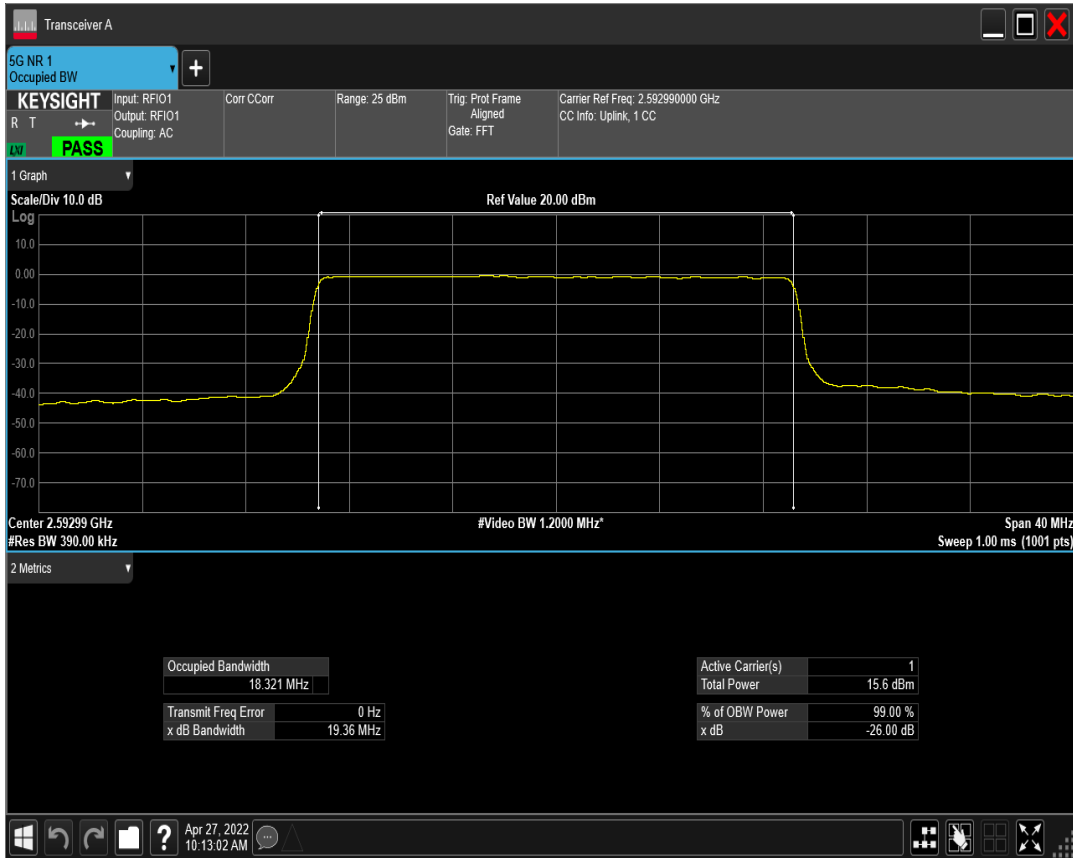 Transceiver A
5G NR 1
Occupied BW
KEYSIGHT
R T
LXI
PASS
Input: RFIO1
Output: RFIO1
Coupling: AC
Corr CCorr
Range: 25 dBm
Trig: Prot Frame
Aligned
Gate: FFT
Carrier Ref Freq: 2.592990000 GHz
CC Info: Uplink, 1 CC
1 Graph
Scale/Div 10.0 dB
Ref Value 20.00 dBm
Log
10.0
0.00
-10.0
-20.0
-30.0
-40.0
-50.0
-60.0
-70.0
Center 2.59299 GHz
#Video BW 1.2000 MHz*
Span 40 MHz
#Res BW 390.00 kHz
Sweep 1.00 ms (1001 pts)
2 Metrics
Occupied Bandwidth
18.321 MHz
Transmit Freq Error 0 Hz
x dB Bandwidth 19.36 MHz
Active Carrier(s) 1
Total Power 15.6 dBm
% of OBW Power 99.00 %
x dB -26.00 dB
?
Apr 27, 2022
10:13:02 AM